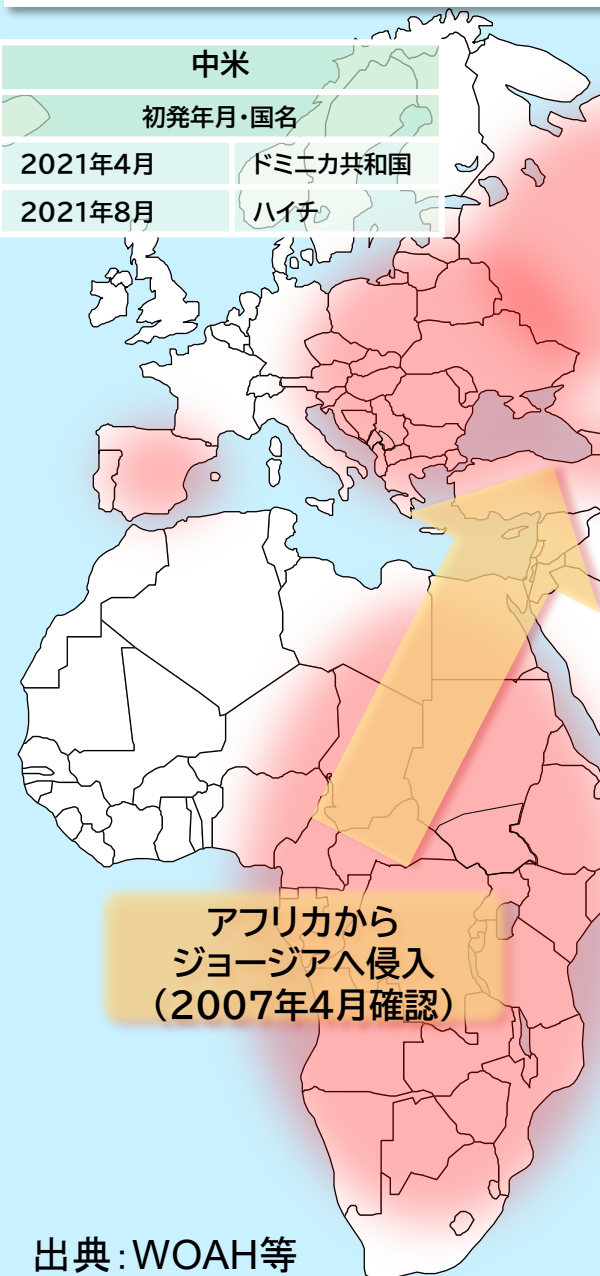 中米
初発年月・国名
2021年4月 ドミニカ共和国
2021年8月 ハイチ
アフリカから
ジョージアへ侵入
（2007年4月確認）
出典：WOAH等